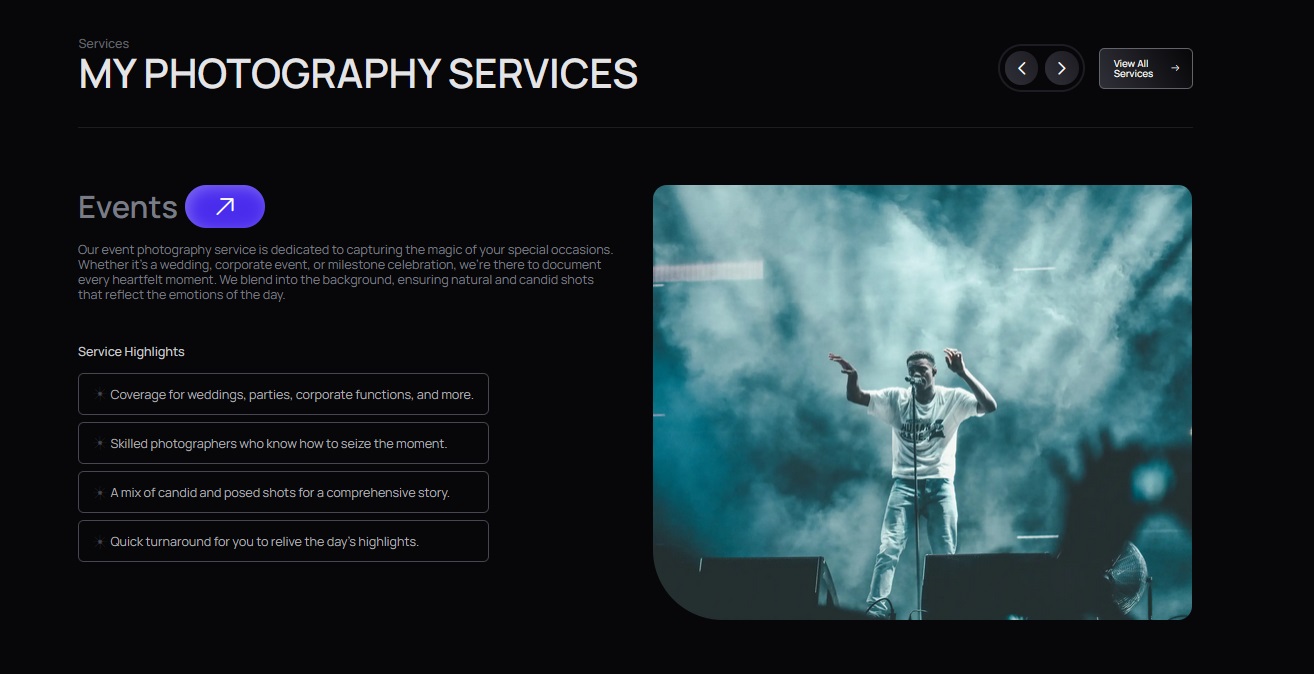 Services
MY PHOTOGRAPHY SERVICES
View All
Services
Events
Our event photography service is dedicated to capturing the magic of your special occasions.
Whether it's a wedding, corporate event, or milestone celebration, we're there to document
every heartfelt moment. We blend into the background, ensuring natural and candid shots
that reflect the emotions of the day.
Service Highlights
Coverage for weddings, parties, corporate functions, and more.
Skilled photographers who know how to seize the moment.
A mix of candid and posed shots for a comprehensive story.
Quick turnaround for you to relive the day's highlights.